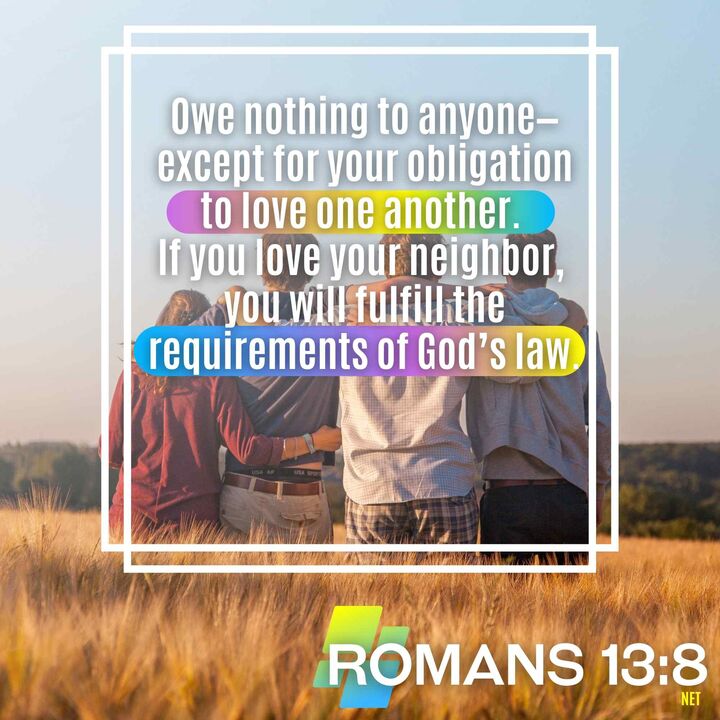 Owe nothing to anyone—
except for your obligation
to love one another.
If you love your neighbor,
you will fulfill the
requirements of God's law.
ROMANS 13:8
NET